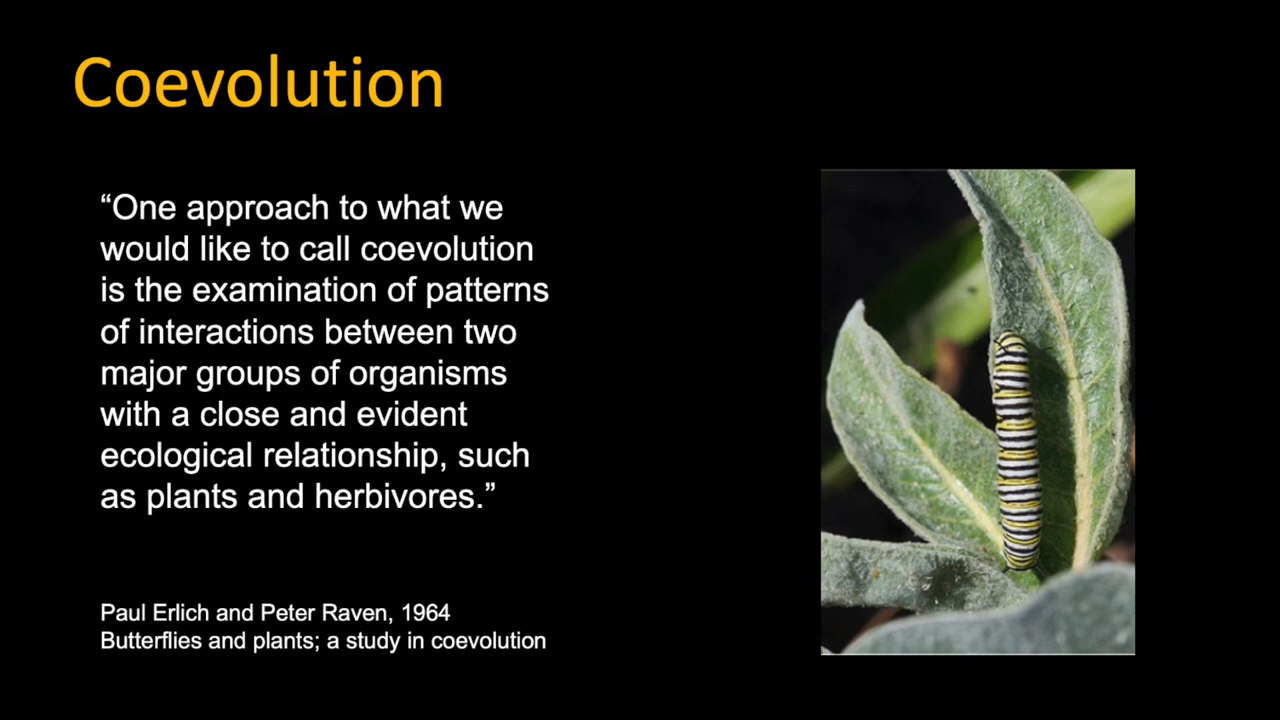 Coevolution
“One approach to what we
would like to call coevolution
is the examination of patterns
of interactions between two
major groups of organisms
with a close and evident
ecological relationship, such
as plants and herbivores.”
Paul Erlich and Peter Raven, 1964
Butterflies and plants; a study in coevolution